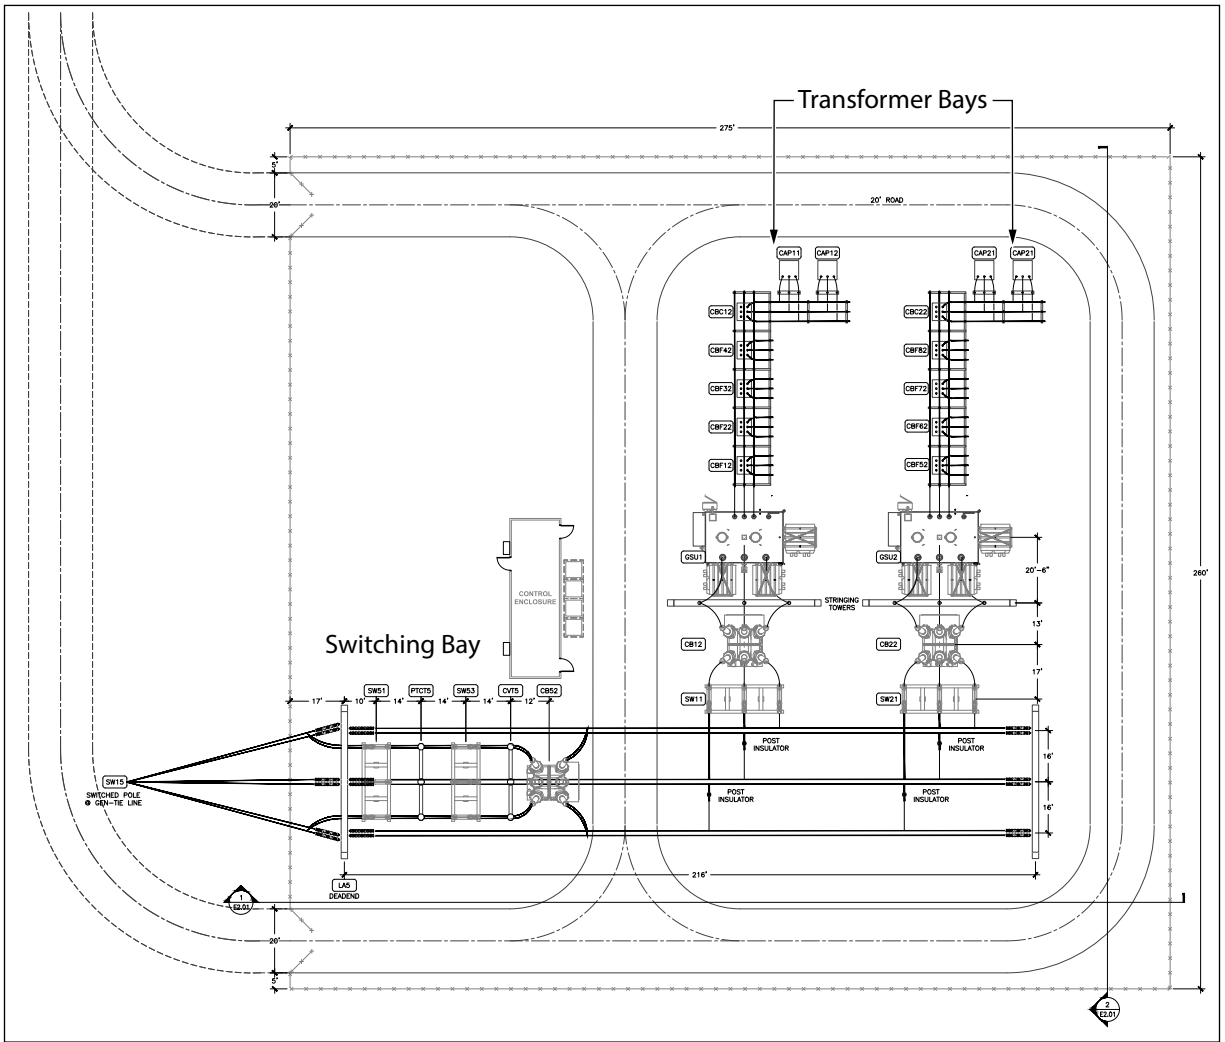 Transformer Bays
275'
5'
20'
20' ROAD
CAP11
CAP12
CAP21
CAP21
CBC12
CBC22
CBF42
CBF82
CBF32
CBF72
CBF22
CBF62
CBF12
CBF52
GSU1
GSU2
20'-6"
260'
CONTROL
ENCLOSURE
STRINGING
TOWERS
13'
Switching Bay
CB12
CB22
17'
SW51
PTCT5
SW53
CVT5
CB52
17'
10'
14'
14'
14'
12'
SW11
SW21
POST
INSULATOR
POST
INSULATOR
16'
SW15
SWITCHED POLE
@ GEN-TIE LINE
POST
INSULATOR
POST
INSULATOR
16'
216'
LA5
DEADEND
1
E2.01
1
20'
5'
2
E2.01